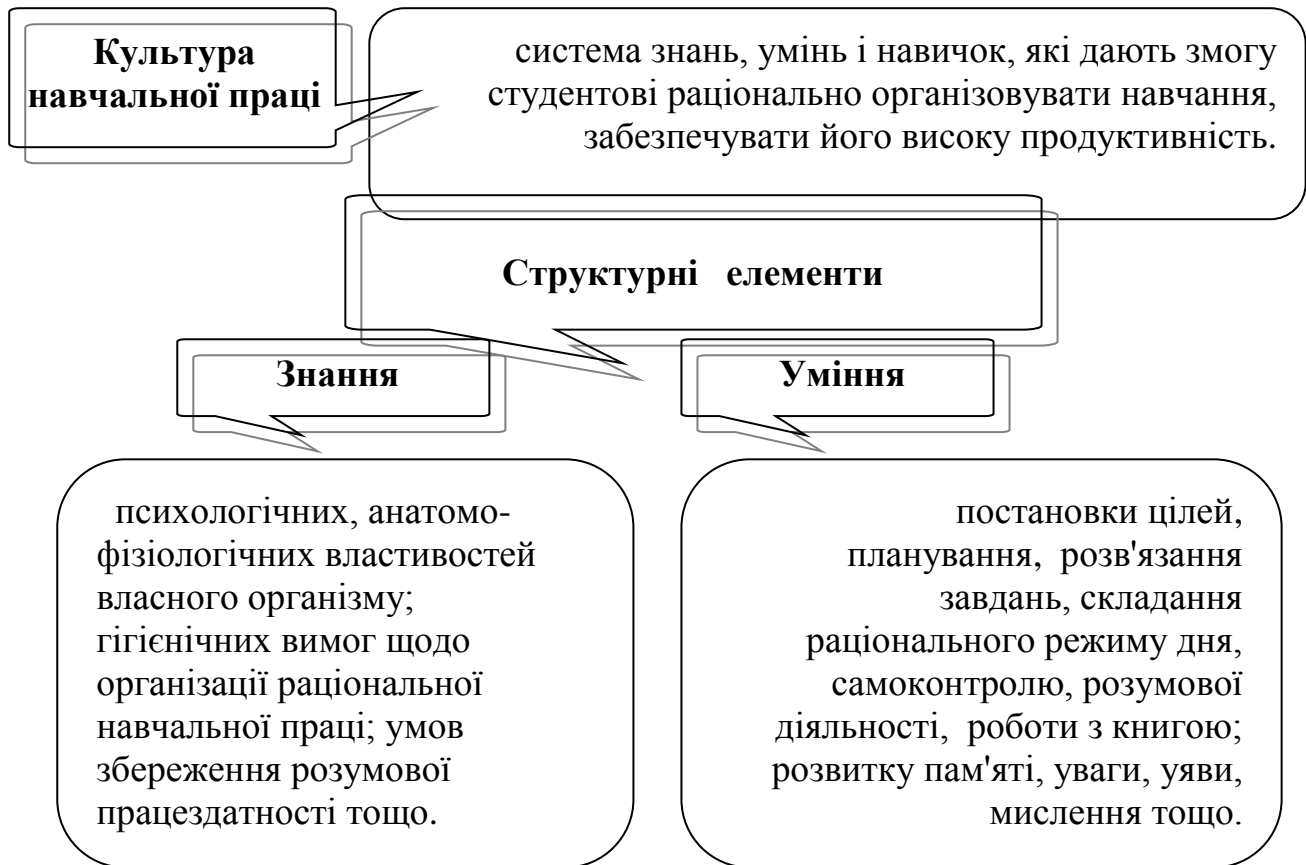 Культура
навчальної праці
система знань, умінь і навичок, які дають змогу
студентові раціонально організовувати навчання,
забезпечувати його високу продуктивність.
Структурні елементи
Знання
психологічних, анатомо-
фізіологічних властивостей
власного організму;
гігієнічних вимог щодо
організації раціональної
навчальної праці; умов
збереження розумової
працездатності тощо.
Уміння
постановки цілей,
планування, розв'язання
завдань, складання
раціонального режиму дня,
самоконтролю, розумової
діяльності, роботи з книгою;
розвитку пам'яті, уваги, уяви,
мислення тощо.